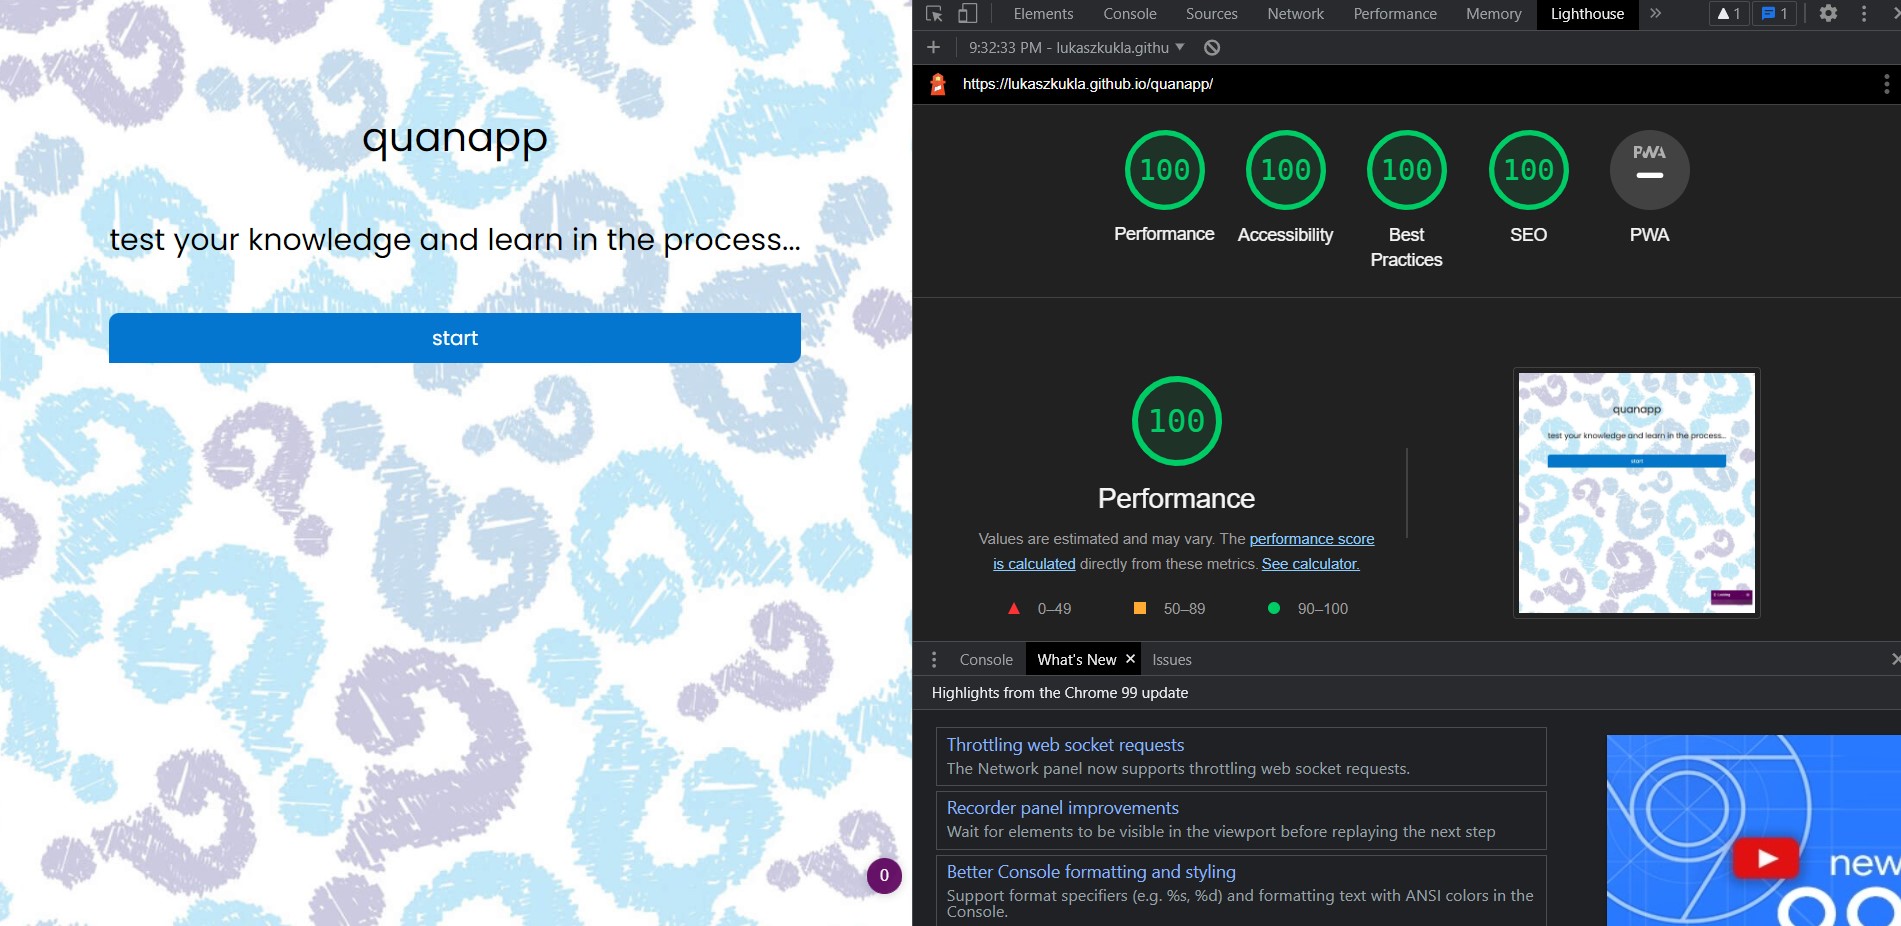 quanapp
test your knowledge and learn in the process...
start
0
Elements Console Sources Network Performance Memory Lighthouse » 1 1
+ 9:32:33 PM - lukaszkukla.githu
https://lukaszkukla.github.io/quanapp/
100 100 100 100 PWA
Performance Accessibility Best SEO PWA
Practices
100
Performance
Values are estimated and may vary. The performance score
is calculated directly from these metrics. See calculator.
0–49 50–89 90–100
quanapp
test your knowledge and learn in the process...
start
Console What's New × Issues
Highlights from the Chrome 99 update
Throttling web socket requests
The Network panel now supports throttling web socket requests.
Recorder panel improvements
Wait for elements to be visible in the viewport before replaying the next step
Better Console formatting and styling
Support format specifiers (e.g. %s, %d) and formatting text with ANSI colors in the
Console.
new